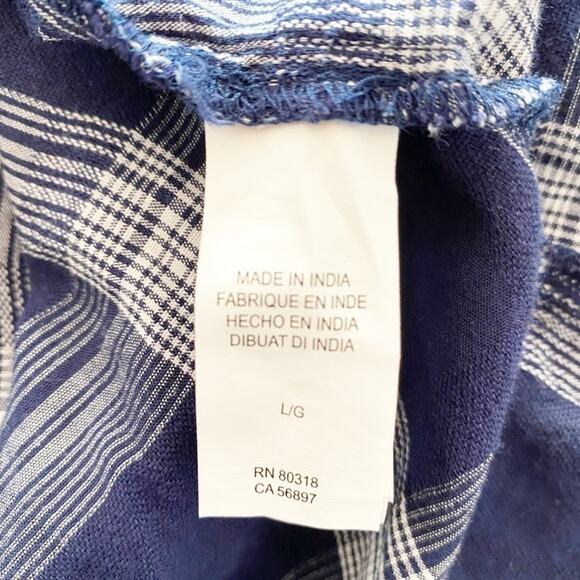 MADE IN INDIA
FABRIQUE EN INDE
HECHO EN INDIA
DIBUAT DI INDIA
L/G
RN 80318
CA 56897